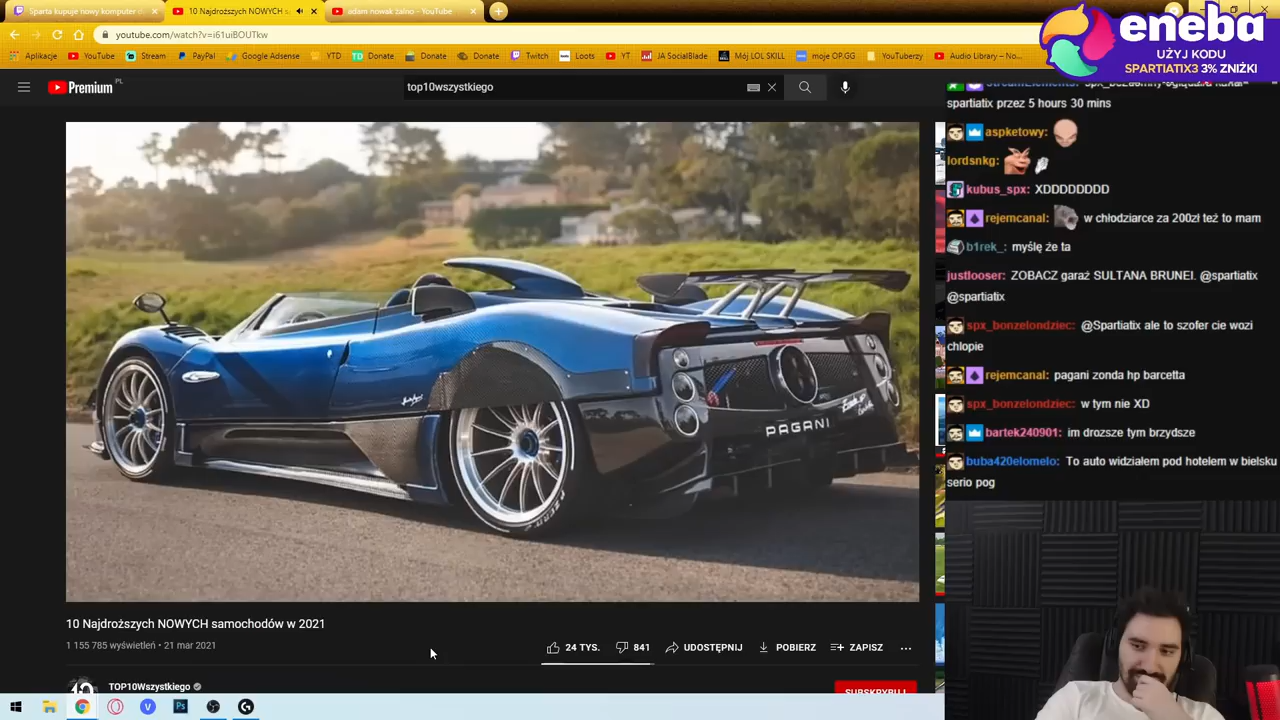 Sparta kupuje nowy komputer d
10 Najdroższych NOWYCH s
adam nowak żalno - YouTube
youtube.com/watch?v=i61uiBOUTkw
Aplikacje YouTube Stream PayPal Google Adsense YTD Donate Donate Donate Twitch Loots YT JA SocialBlade Mój LOL SKILL moje OP.GG YouTuberzy Audio Library – No...
Premium PL
top10wszystkiego
PAGANI
10 Najdroższych NOWYCH samochodów w 2021
1 155 785 wyświetleń • 21 mar 2021
24 TYS. 841 UDOSTĘPNIJ POBIERZ ZAPISZ
TOP10Wszystkiego
SUBSKRYBUJ
eneba
UŻYJ KODU
SPARTIATIX3 3% ZNIŻKI
spartiatix przez 5 hours 30 mins
aspketowy:
lordsnkg:
kubus_spx: XDDDDDDDD
rejemcanal: w chłodziarce za 200zł też to mam
b1rek_: myślę że ta
justlooser: ZOBACZ garaż SULTANA BRUNEI. @spartiatix
@spartiatix
spx_bonzelondziec: @Spartiatix ale to szofer cie wozi
chlopie
rejemcanal: pagani zonda hp barcetta
spx_bonzelondziec: w tym nie XD
bartek240901: im drozsze tym brzydsze
buba420elomelo: To auto widziałem pod hotelem w bielsku
serio pog